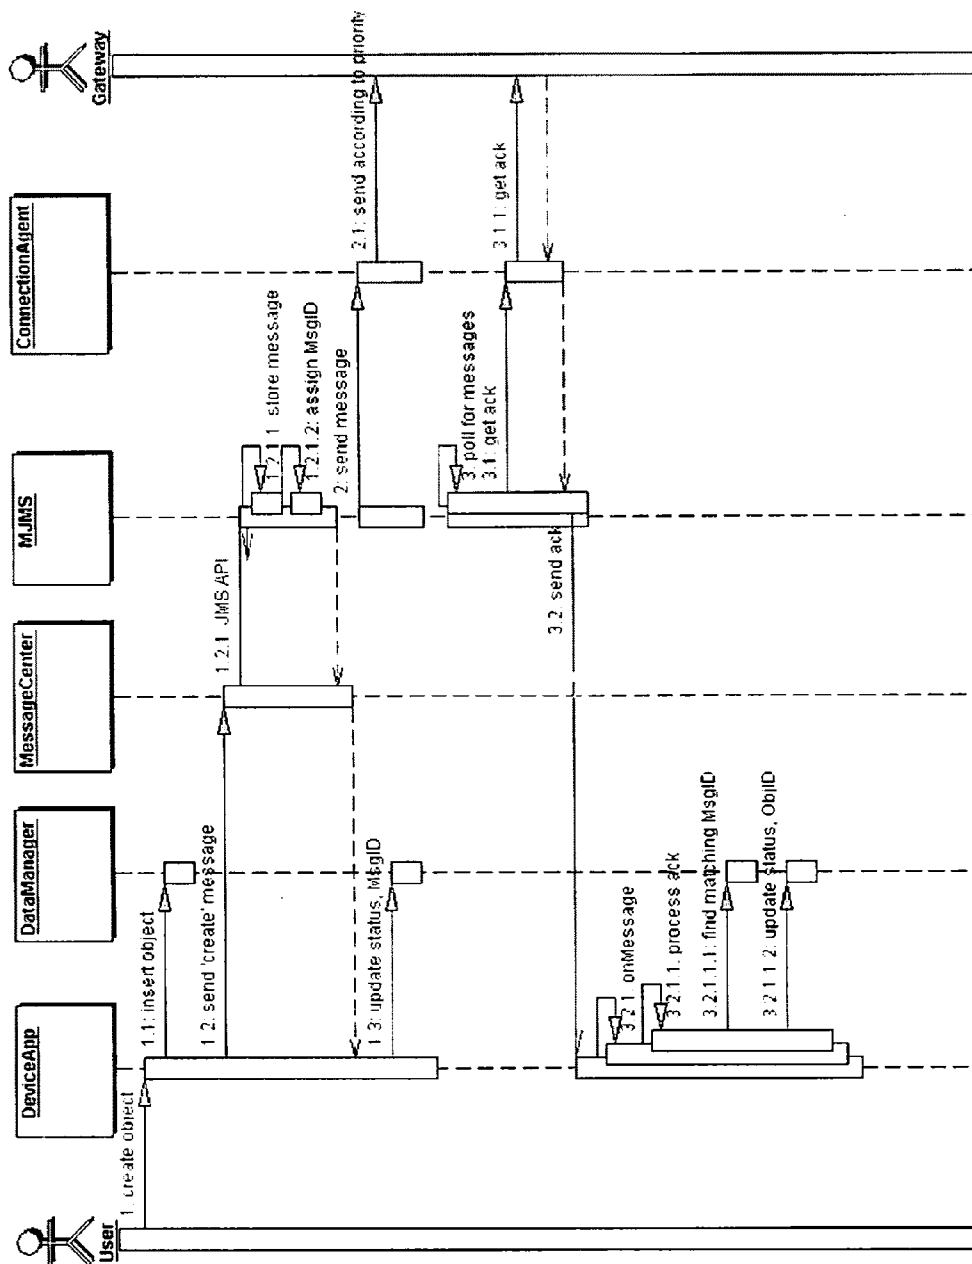 User
DeviceApp
DataManager
MessageCenter
MJMS
ConnectionAgent
Gateway
1: create object
1.1: insert object
1.2: send 'create' message
1.2.1 JMS API
1.2.1.1 store message
1.2.1.2: assign MsgID
2: send message
2.1: send according to priority
1.3: update status, MsgID
3. poll for messages
3.1: get ack
3.1.1: get ack
3.2: send ack
3.2.1. onMessage
3.2.1.1. process ack
3.2.1.1.1: find matching MsgID
3.2.1.1.2: update status, ObjID